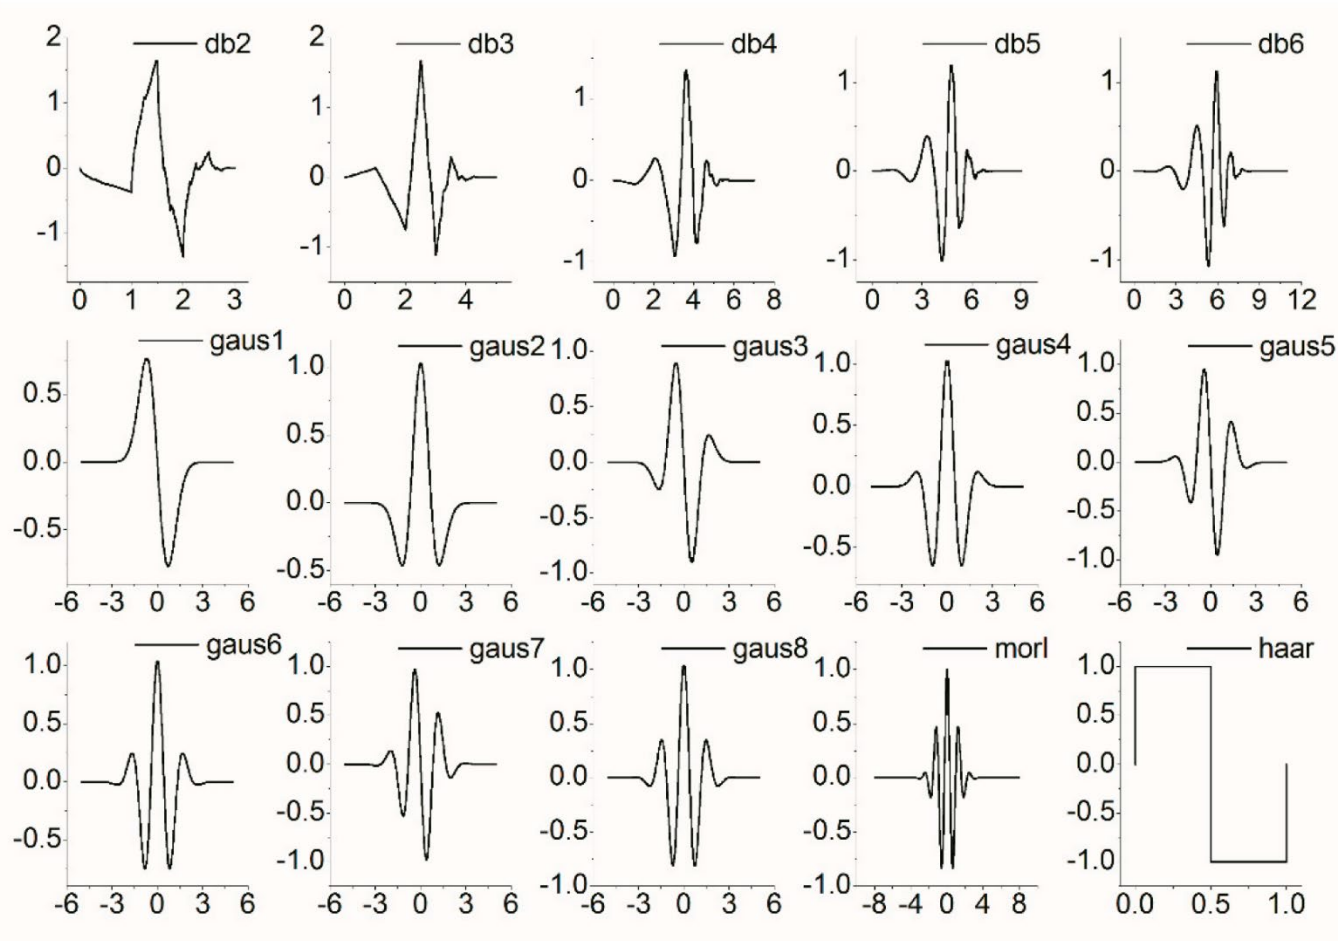 db2 db3 db4 db5 db6
2 2
1 1 1 1 1
0 0 0 0 0
-1 -1 -1 -1 -1
0 1 2 3 0 2 4 0 2 4 6 8 0 3 6 9 0 3 6 9 12
gaus1 gaus2 gaus3 gaus4 gaus5
1.0 1.0 1.0 1.0
0.5 0.5 0.5 0.5 0.5
0.0 0.0 0.0 0.0 0.0
-0.5 -0.5 -0.5 -0.5 -0.5
-1.0 -1.0
-6 -3 0 3 6 -6 -3 0 3 6 -6 -3 0 3 6 -6 -3 0 3 6 -6 -3 0 3 6
gaus6 gaus7 gaus8 morl haar
1.0 1.0 1.0 1.0 1.0
0.5 0.5 0.5 0.5 0.5
0.0 0.0 0.0 0.0 0.0
-0.5 -0.5 -0.5 -0.5 -0.5
-1.0 -1.0 -1.0 -1.0
-6 -3 0 3 6 -6 -3 0 3 6 -6 -3 0 3 6 -8 -4 0 4 8 0.0 0.5 1.0